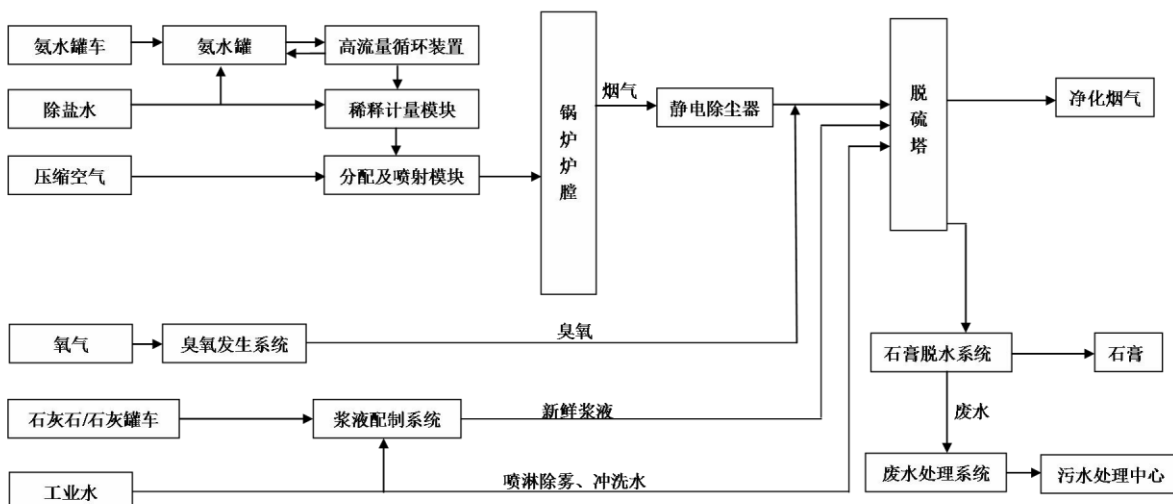 氨水罐车
氨水罐
高流量循环装置
除盐水
稀释计量模块
压缩空气
分配及喷射模块
锅炉炉膛
烟气
静电除尘器
脱硫塔
净化烟气
氧气
臭氧发生系统
臭氧
石膏脱水系统
石膏
石灰石/石灰罐车
浆液配制系统
新鲜浆液
废水
工业水
喷淋除雾、冲洗水
废水处理系统
污水处理中心